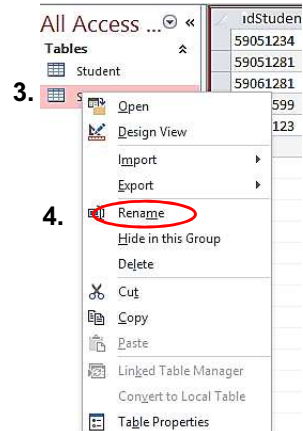 All Access ...
Tables
Student
3.
S
Open
Design View
Import
Export
4.
Rename
Hide in this Group
Delete
Cut
Copy
Paste
Linked Table Manager
Convert to Local Table
Table Properties
idStuden
59051234
59051281
59061281
599
123